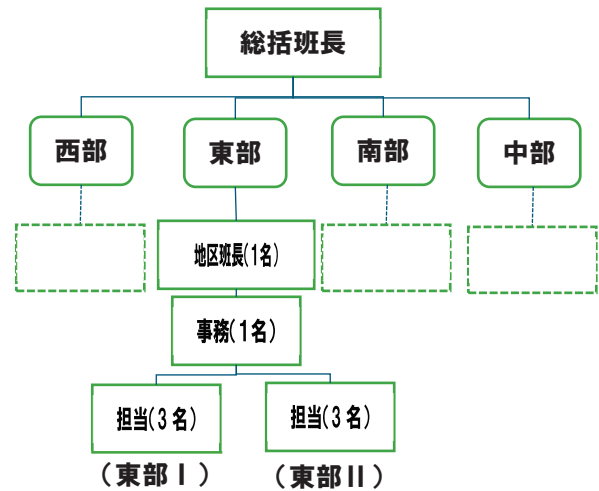 総括班長
西部
東部
南部
中部
地区班長(1名)
事務(1名)
担当(3名)
担当(3名)
(東部Ⅰ)
(東部II)